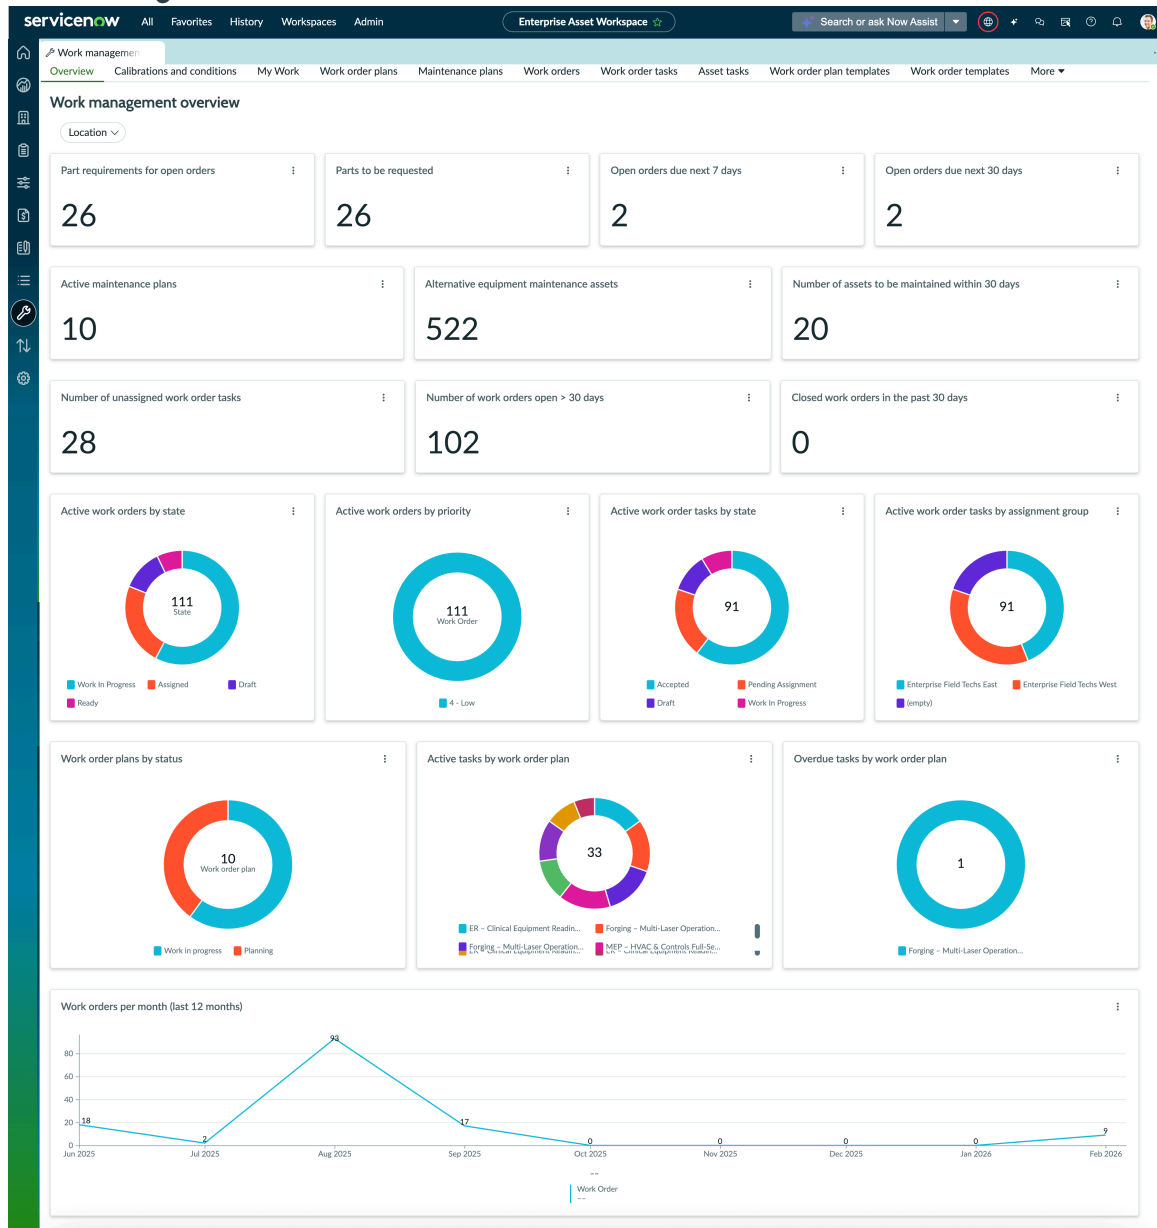 servicenow All Favorites History Workspaces Admin Enterprise Asset Workspace Search or ask Now Assist
Work managemen
Overview Calibrations and conditions My Work Work order plans Maintenance plans Work orders Work order tasks Asset tasks Work order plan templates Work order templates More
Work management overview
Location
Part requirements for open orders Parts to be requested Open orders due next 7 days Open orders due next 30 days
26 26 2 2
Active maintenance plans Alternative equipment maintenance assets Number of assets to be maintained within 30 days
10 522 20
Number of unassigned work order tasks Number of work orders open > 30 days Closed work orders in the past 30 days
28 102 0
Active work orders by state Active work orders by priority Active work order tasks by state Active work order tasks by assignment group
111
State
111
Work Order
91
91
Work In Progress Assigned Draft
Ready
4 - Low
Accepted Pending Assignment
Draft Work In Progress
Enterprise Field Techs East Enterprise Field Techs West
(empty)
Work order plans by status Active tasks by work order plan Overdue tasks by work order plan
10
Work order plan
33
1
Work in progress Planning
ER – Clinical Equipment Readin... Forging – Multi-Laser Operation...
Forging – Multi-Laser Operation... MEP – HVAC & Controls Full-Se...
ER – Clinical Equipment Readin... ER – Clinical Equipment Readin...
Forging – Multi-Laser Operation...
Work orders per month (last 12 months)
93
80
60
40
20 18 17
0 2 0 0 0 0 9
Jun 2025 Jul 2025 Aug 2025 Sep 2025 Oct 2025 Nov 2025 Dec 2025 Jan 2026 Feb 2026
--
Work Order
--